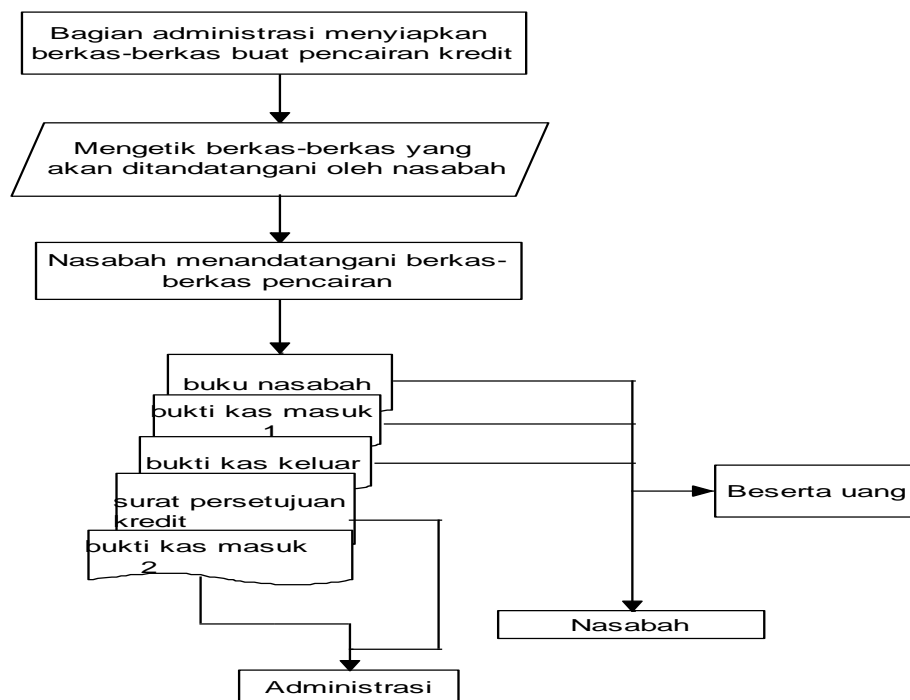 Bagian administrasi menyiapkan
berkas-berkas buat pencairan kredit
Mengetik berkas-berkas yang
akan ditandatangani oleh nasabah
Nasabah menandatangani berkas-
berkas pencairan
buku nasabah
bukti kas masuk
1
bukti kas keluar
surat persetujuan
kredit
bukti kas masuk
2
Beserta uang
Nasabah
Administrasi